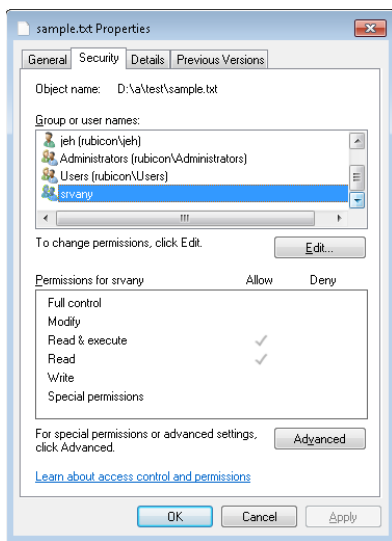 sample.txt Properties
General Security Details Previous Versions
Object name: D:\a\test\sample.txt
Group or user names:
jeh (rubicon\jeh)
Administrators (rubicon\Administrators)
Users (rubicon\Users)
srvany
To change permissions, click Edit.
Edit...
Permissions for srvany Allow Deny
Full control
Modify
Read & execute
Read
Write
Special permissions
For special permissions or advanced settings,
click Advanced.
Advanced
Learn about access control and permissions
OK Cancel Apply